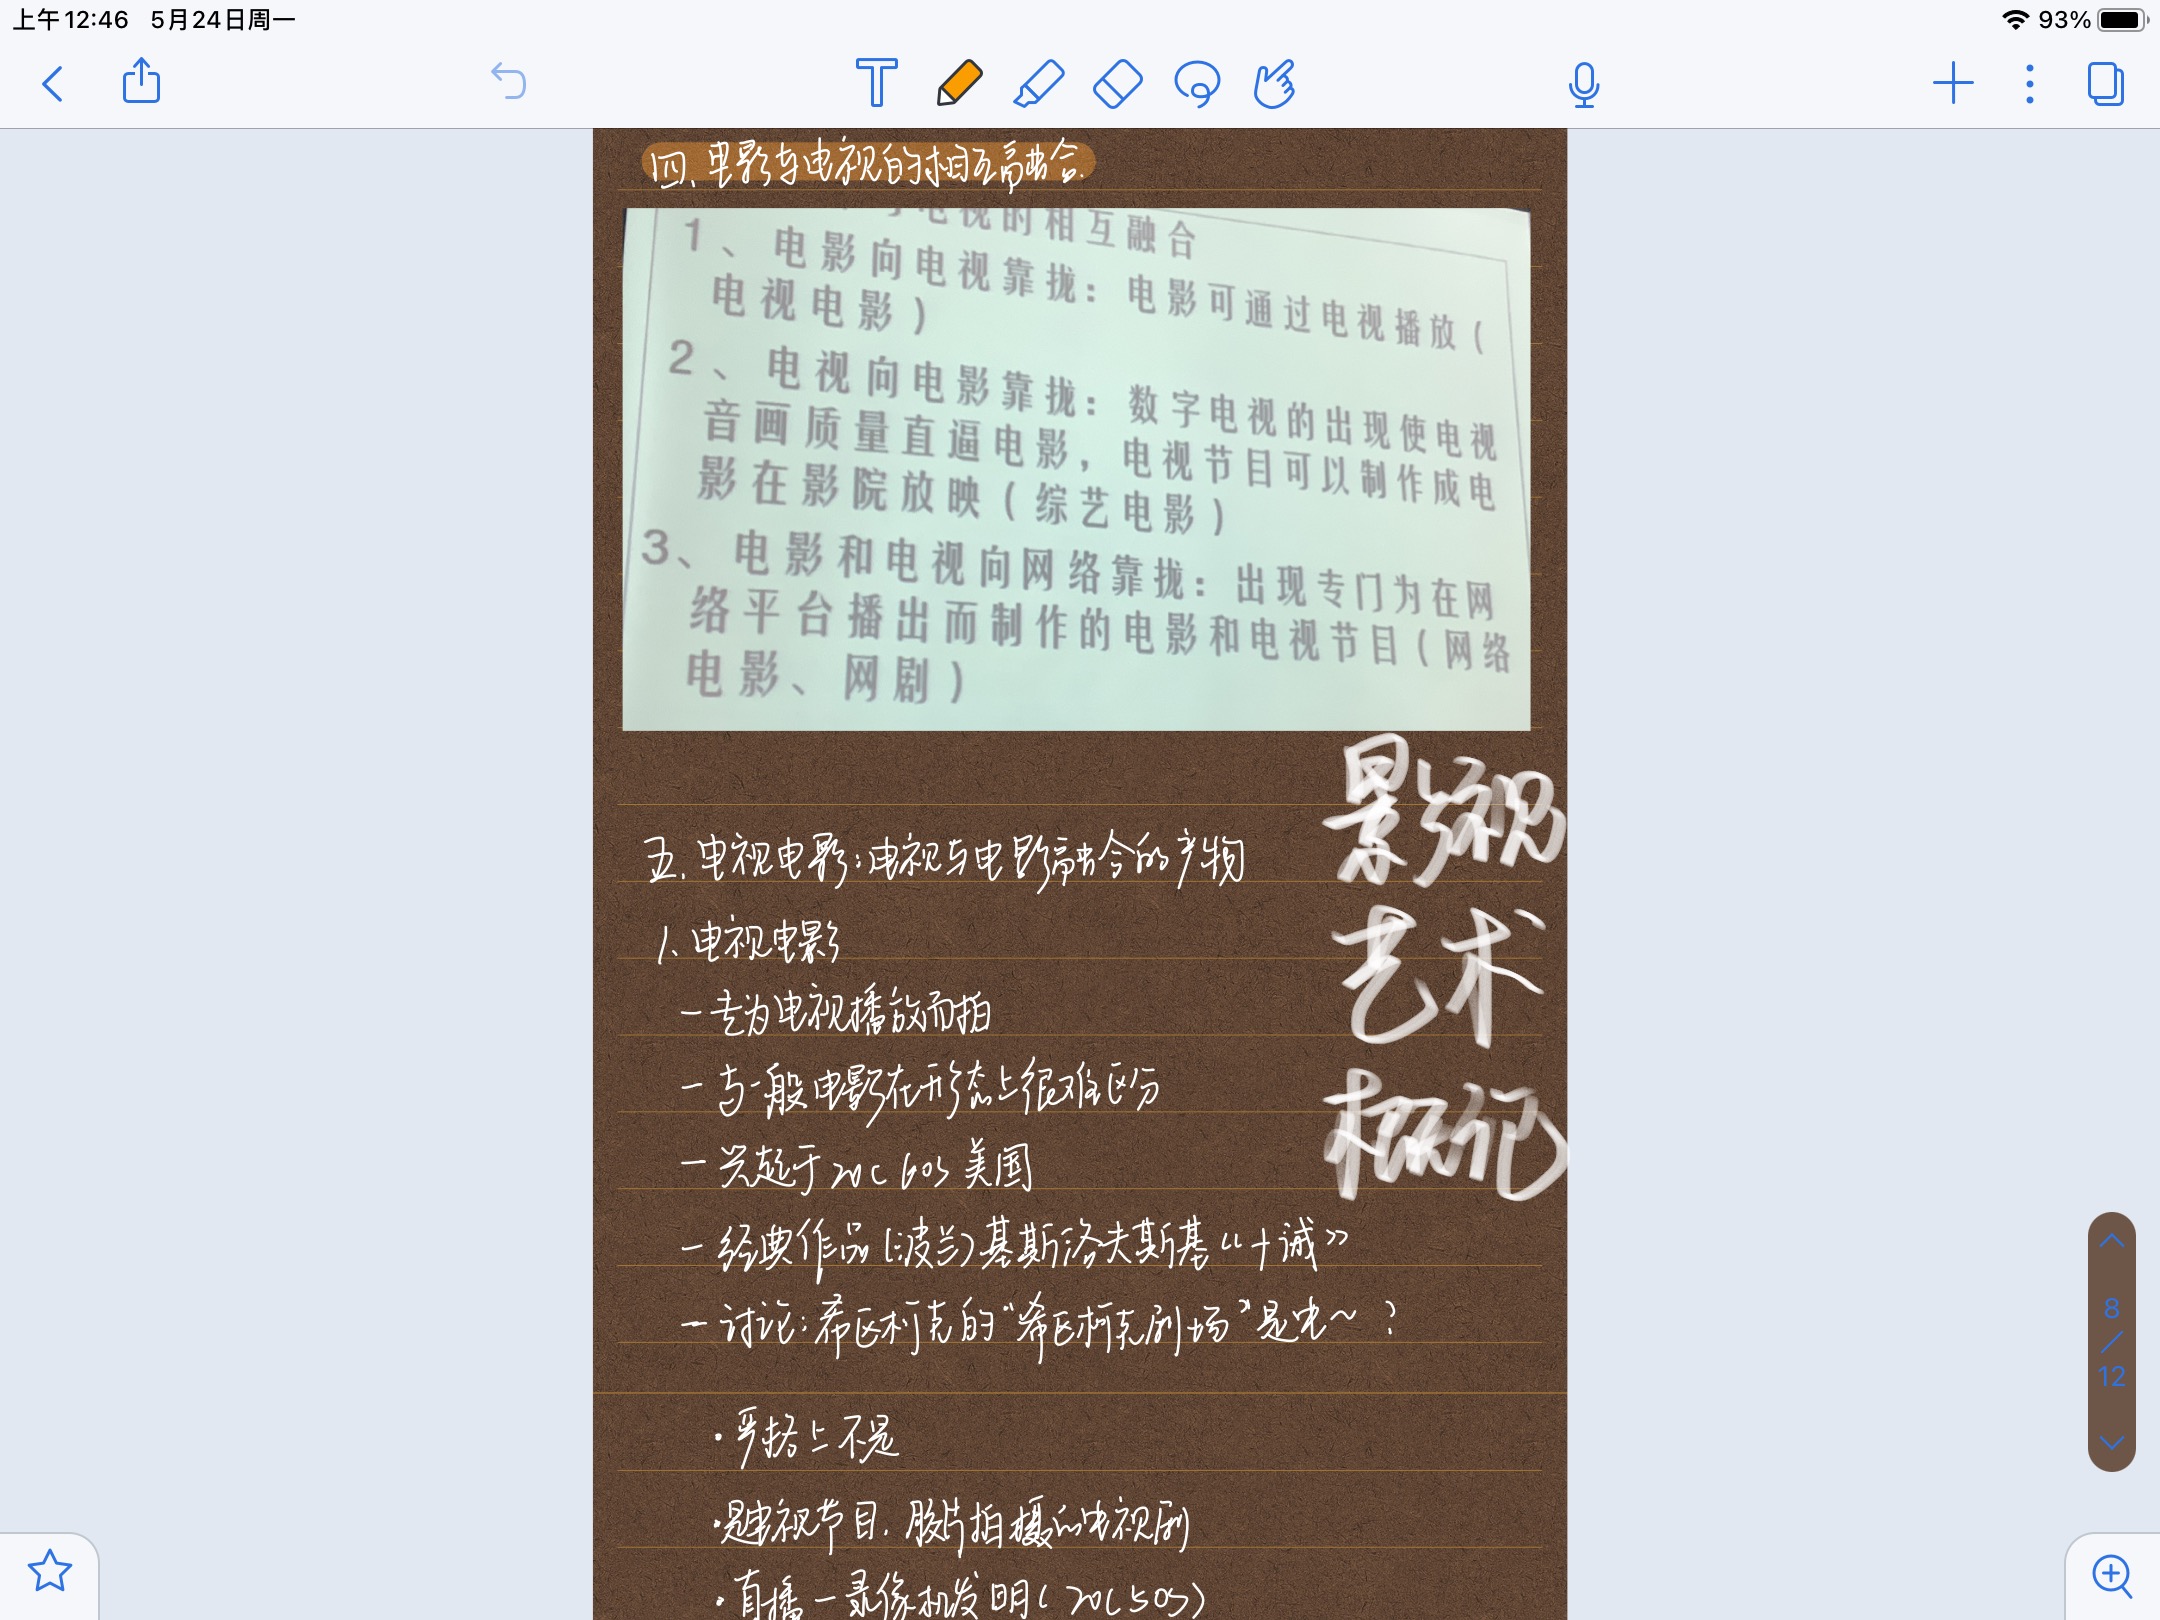 上午12:46 5月24日周一
93%
四、电影与电视的相互融合
电视的相互融合
1、电影向电视靠拢：电影可通过电视播放（
电视电影）
2、电视向电影靠拢：数字电视的出现使电视
音画质量直逼电影，电视节目可以制作成电
影在影院放映（综艺电影）
3、电影和电视向网络靠拢：出现专门为在网
络平台播出而制作的电影和电视节目（网络
电影、网剧）
影视
艺术
概记
五.电视电影：电视与电影融合的产物
1、电视电影
－专为电视播放而拍
－与一般电影在形态上很难区分
－兴起于20C 60s 美国
－经典作品（波兰）基斯洛夫斯基《十诫》
－讨论：希区柯克的“希区柯克剧场”是电～？
·严格上不是
·是电视节目．胶片拍摄的电视剧
·直播－录像机发明（20C50s）
8
/
12